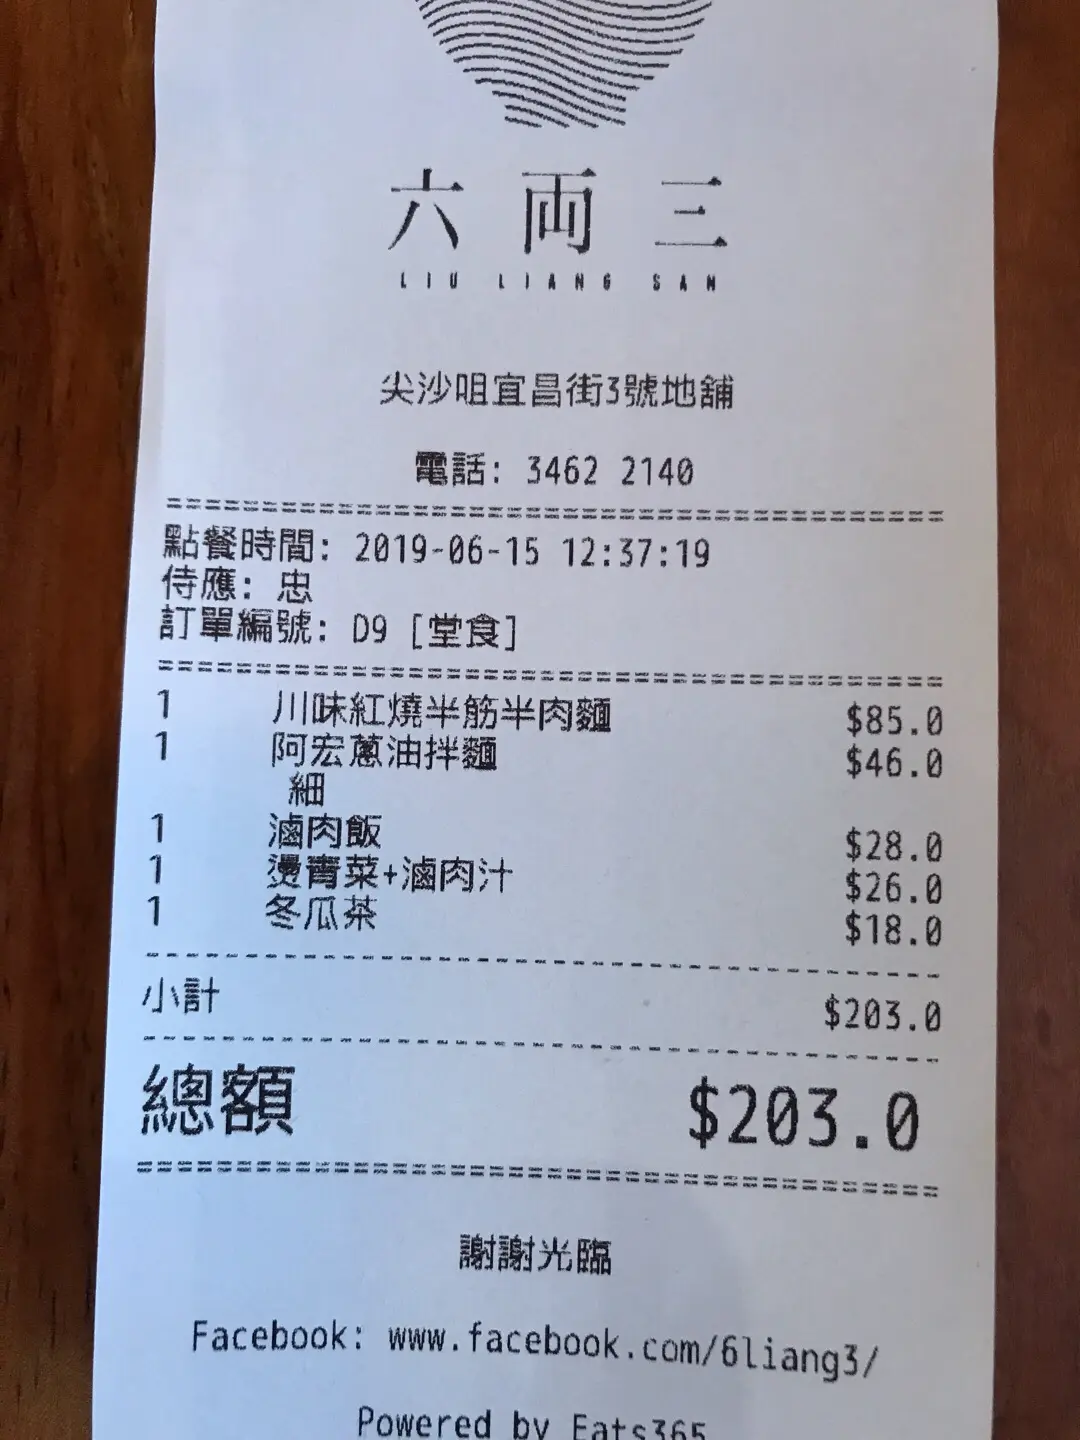 六両三
LIU LIANG SAN
尖沙咀宜昌街3號地舖
電話: 3462 2140
點餐時間: 2019-06-15 12:37:19
侍應: 忠
訂單編號: D9 [堂食]
1 川味紅燒半筋半肉麵 $85.0
1 阿宏蔥油拌麵 $46.0
細
1 滷肉飯 $28.0
1 燙青菜+滷肉汁 $26.0
1 冬瓜茶 $18.0
小計 $203.0
總額 $203.0
謝謝光臨
Facebook: www.facebook.com/6liang3/
Powered by Eats365